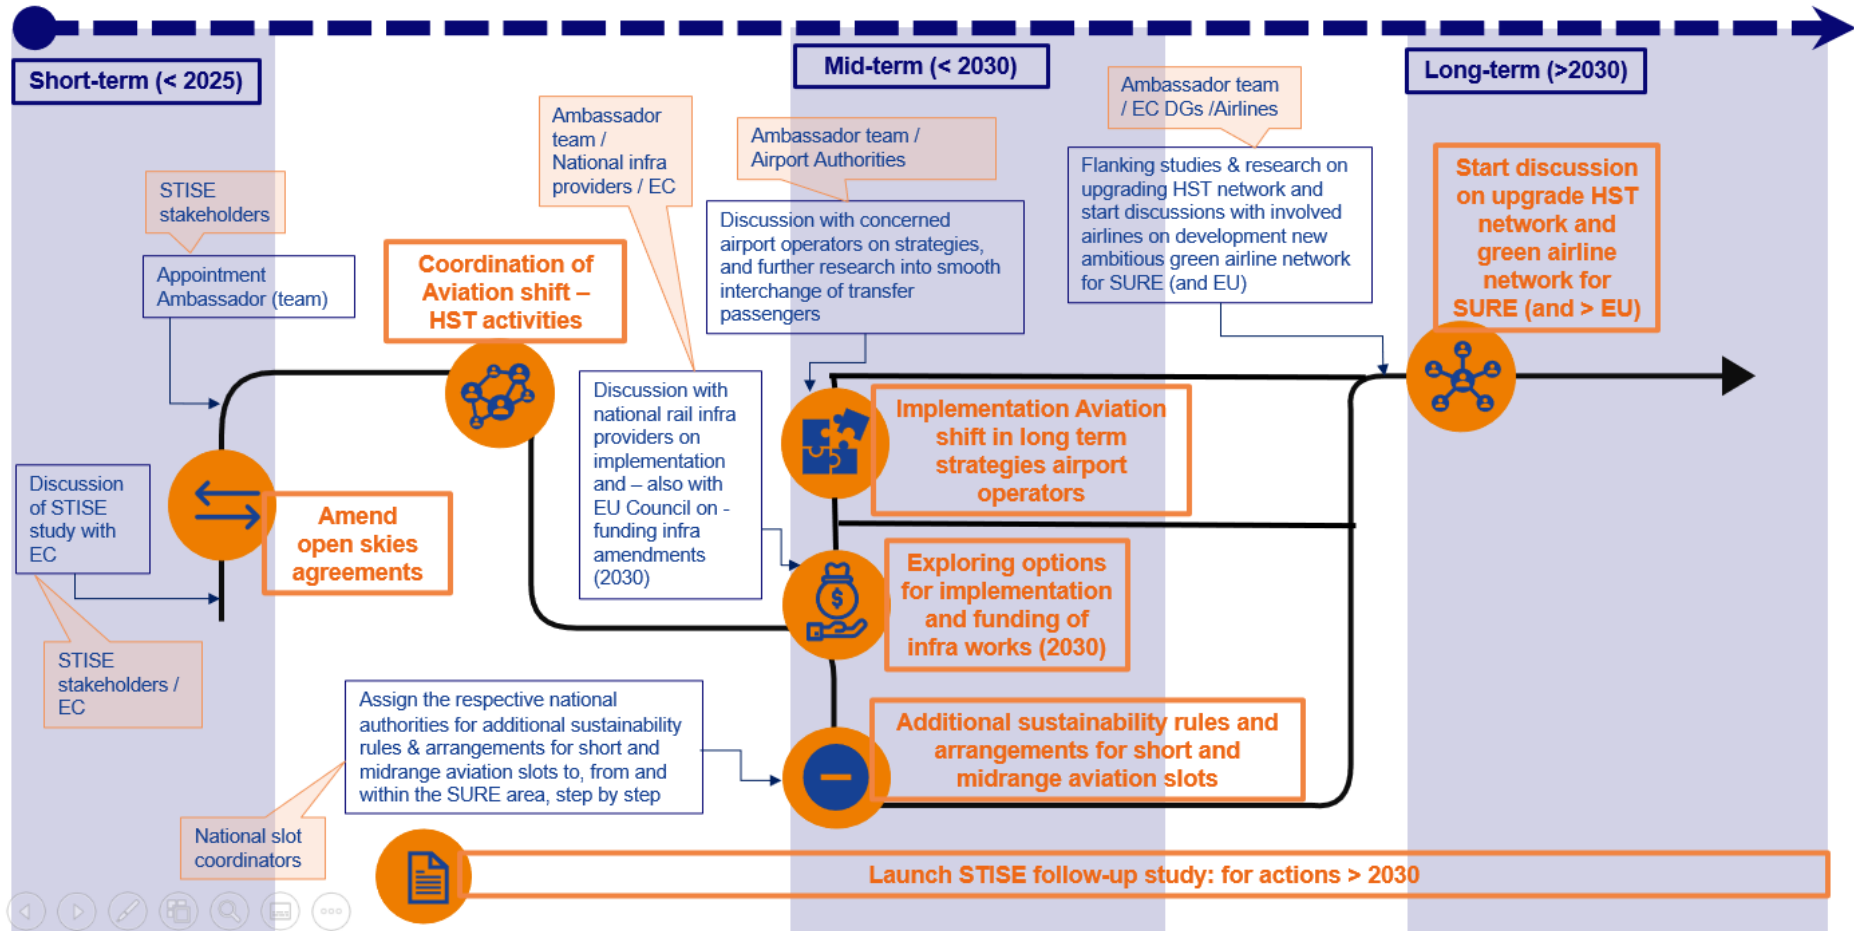 Short-term (< 2025)
Mid-term (< 2030)
Long-term (>2030)
STISE
stakeholders
Appointment
Ambassador (team)
Discussion
of STISE
study with
EC
STISE
stakeholders /
EC
Amend
open skies
agreements
Coordination of
Aviation shift –
HST activities
Ambassador
team /
National infra
providers / EC
Discussion with
national rail infra
providers on
implementation
and – also with
EU Council on -
funding infra
amendments
(2030)
Ambassador team /
Airport Authorities
Discussion with concerned
airport operators on strategies,
and further research into smooth
interchange of transfer
passengers
Implementation Aviation
shift in long term
strategies airport
operators
$
Exploring options
for implementation
and funding of
infra works (2030)
Assign the respective national
authorities for additional sustainability
rules & arrangements for short and
midrange aviation slots to, from and
within the SURE area, step by step
National slot
coordinators
Additional sustainability rules and
arrangements for short and
midrange aviation slots
Ambassador team
/ EC DGs /Airlines
Flanking studies & research on
upgrading HST network and
start discussions with involved
airlines on development new
ambitious green airline network
for SURE (and EU)
Start discussion
on upgrade HST
network and
green airline
network for
SURE (and > EU)
Launch STISE follow-up study: for actions > 2030